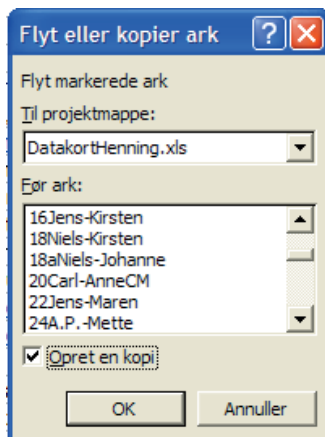 Flyt eller kopier ark
Flyt markerede ark
Til projektmappe:
DatakortHenning.xls
Før ark:
16Jens-Kirsten
18Niels-Kirsten
18aNiels-Johanne
20Carl-AnneCM
22Jens-Maren
24A.P.-Mette
Opret en kopi
OK Annuller